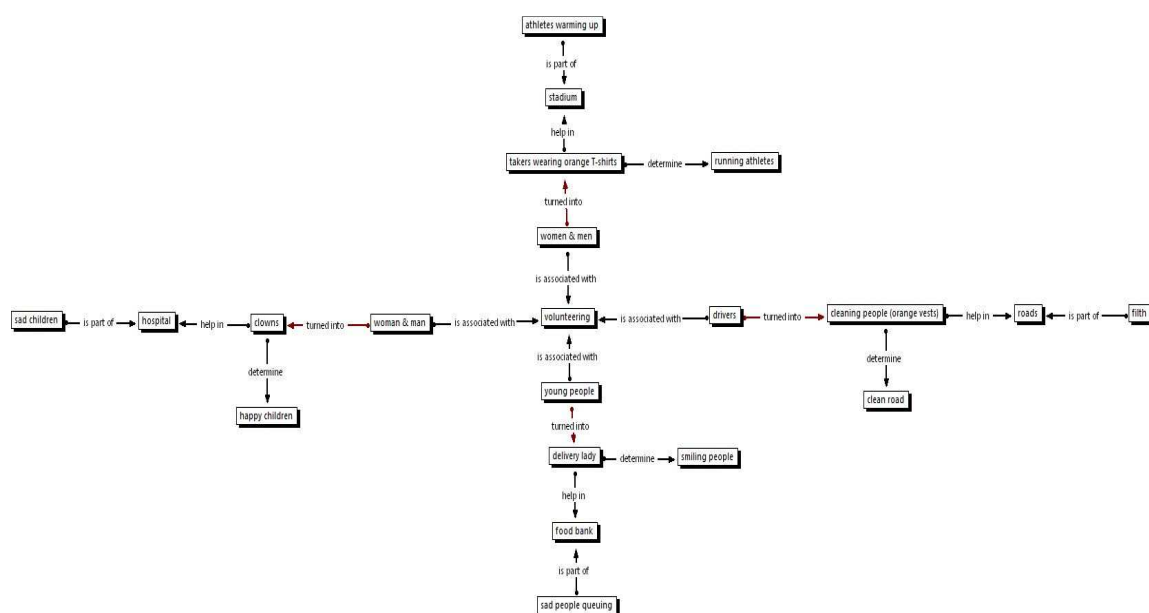 athletes warming up
is part of
stadium
help in
takers wearing orange T-shirts
determine
running athletes
turned into
women & men
is associated with
sad children
is part of
hospital
help in
clowns
turned into
woman & man
is associated with
volunteering
is associated with
drivers
turned into
cleaning people (orange vests)
help in
roads
is part of
filth
determine
happy children
determine
clean road
is associated with
young people
turned into
delivery lady
determine
smiling people
help in
food bank
is part of
sad people queuing